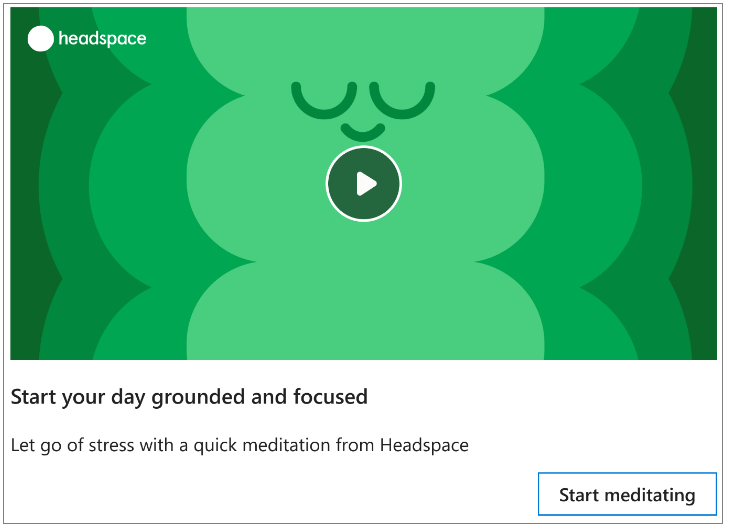 headspace
Start your day grounded and focused
Let go of stress with a quick meditation from Headspace
Start meditating